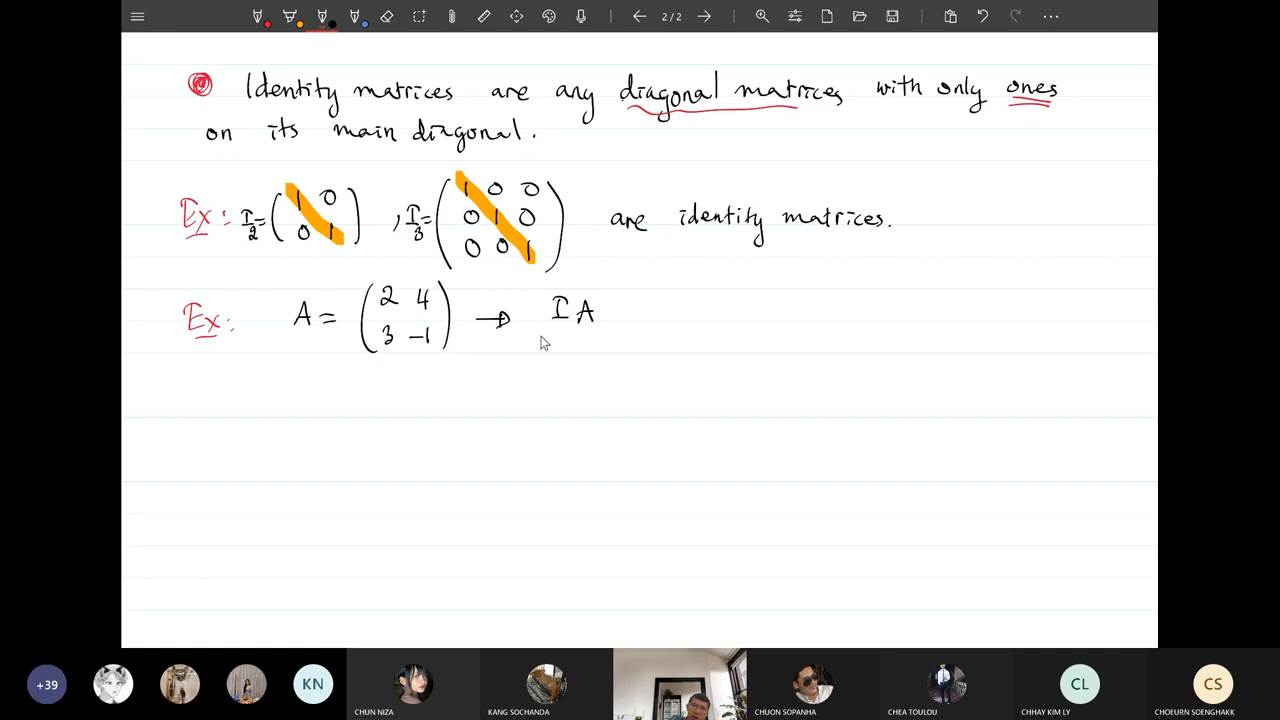 2/2
Identity matrices are any diagonal matrices with only ones
on its main diagonal.
Ex: I2 = (1 0 0 1), I3 = (1 0 0 0 1 0 0 0 1) are identity matrices.
Ex: A = (2 4 3 -1) → IA
+39 KN CL CS
CHUN NIZA KANG SOCHANDA CHUON SOPANHA CHEA TOULOU CHHAY KIM LY CHOEURN SOENGHAKK